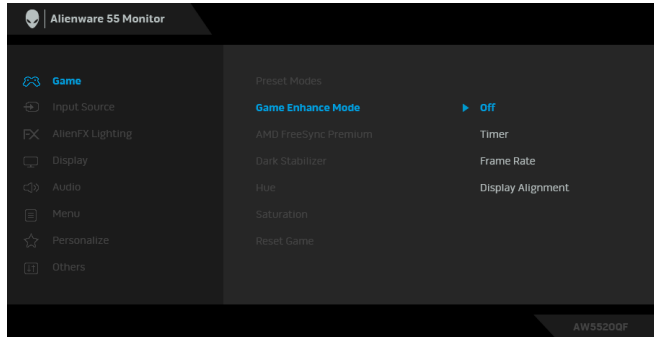 Alienware 55 Monitor
Game
Preset Modes
Input Source
Game Enhance Mode
Off
AlienFX Lighting
AMD FreeSync Premium
Timer
Display
Dark Stabilizer
Frame Rate
Audio
Hue
Display Alignment
Menu
Saturation
Personalize
Reset Game
Others
FX
AW5520QF